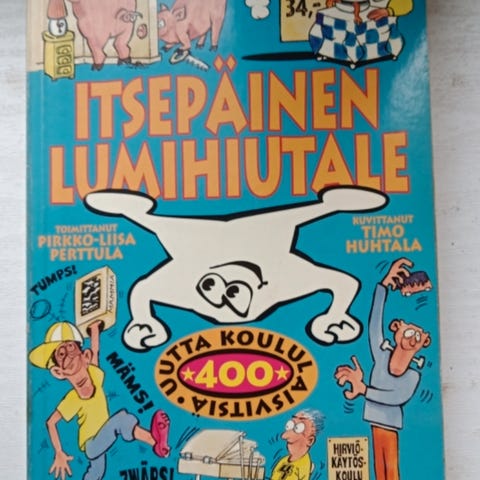 34,-
ITSEPÄINEN
LUMIHIUTALE
TOIMITTANUT
PIRKKO-LIISA
PERTTULA
KUVITTANUT
TIMO
HUHTALA
TUMPS!
MÄMMIÄ
MÄMS!
UUTTA KOULULAISVITSIÄ
400
ZWÄPS!
HIRVIÖ-
KÄYTÖS-
KOULU